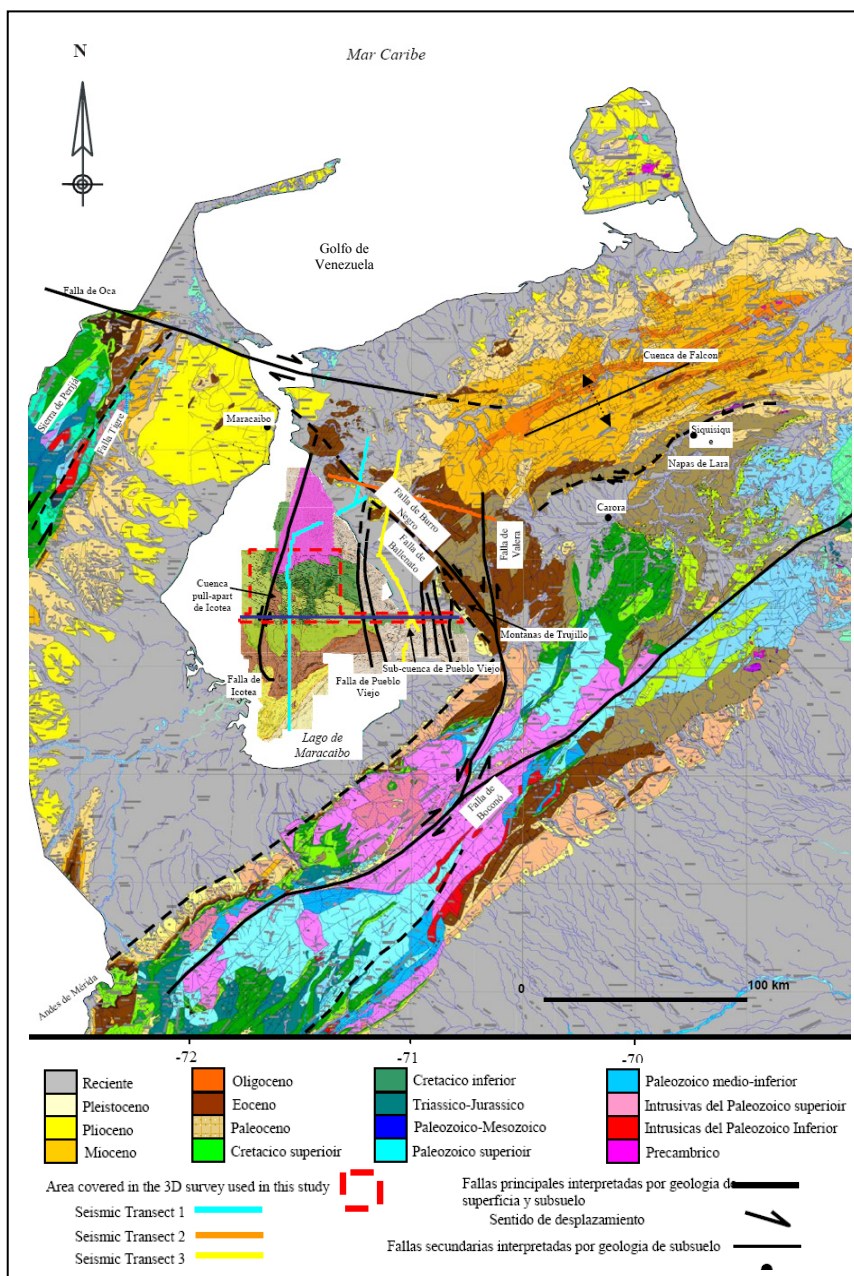 N
Mar Caribe
Golfo de
Venezuela
Falla de Oca
Cuenca de Falcon
Sierra de Perijá
Falla Tigre
Maracaibo
Siquisiqu
e
Napas de Lara
Carora
Falla de Burro
Negro
Falla de
Ballenato
Falla de
Valera
Cuenca
pull-apart
de Icotea
Montanas de Trujillo
Sub-cuenca de Pueblo Viejo
Falla de
Icotea
Falla de Pueblo
Viejo
Lago de
Maracaibo
Falla de
Boconó
Andes de Mérida
0
100 km
-72
-71
-70
Reciente
Pleistoceno
Plioceno
Mioceno
Oligoceno
Eoceno
Paleoceno
Cretacico superioir
Cretacico inferior
Triassico-Jurassico
Paleozoico-Mesozoico
Paleozoico superioir
Paleozoico medio-inferior
Intrusivas del Paleozoico superioir
Intrusicas del Paleozoico Inferior
Precambrico
Area covered in the 3D survey used in this study
Seismic Transect 1
Seismic Transect 2
Seismic Transect 3
Fallas principales interpretadas por geologia de
superficia y subsuelo
Sentido de desplazamiento
Fallas secundarias interpretadas por geologia de subsuelo